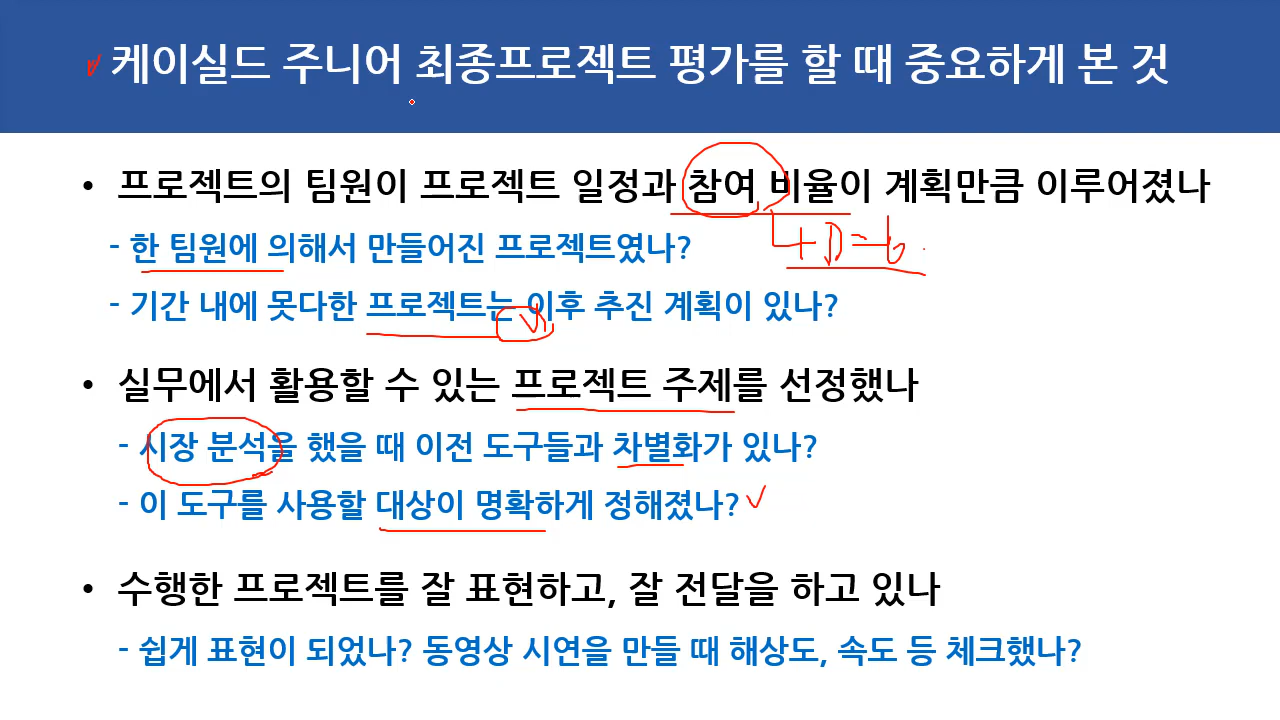 케이실드 주니어 최종프로젝트 평가를 할 때 중요하게 본 것
• 프로젝트의 팀원이 프로젝트 일정과 참여 비율이 계획만큼 이루어졌나
- 한 팀원에 의해서 만들어진 프로젝트였나?
- 기간 내에 못다한 프로젝트는 이후 추진 계획이 있나?
• 실무에서 활용할 수 있는 프로젝트 주제를 선정했나
- 시장 분석을 했을 때 이전 도구들과 차별화가 있나?
- 이 도구를 사용할 대상이 명확하게 정해졌나?
• 수행한 프로젝트를 잘 표현하고, 잘 전달을 하고 있나
- 쉽게 표현이 되었나? 동영상 시연을 만들 때 해상도, 속도 등 체크했나?